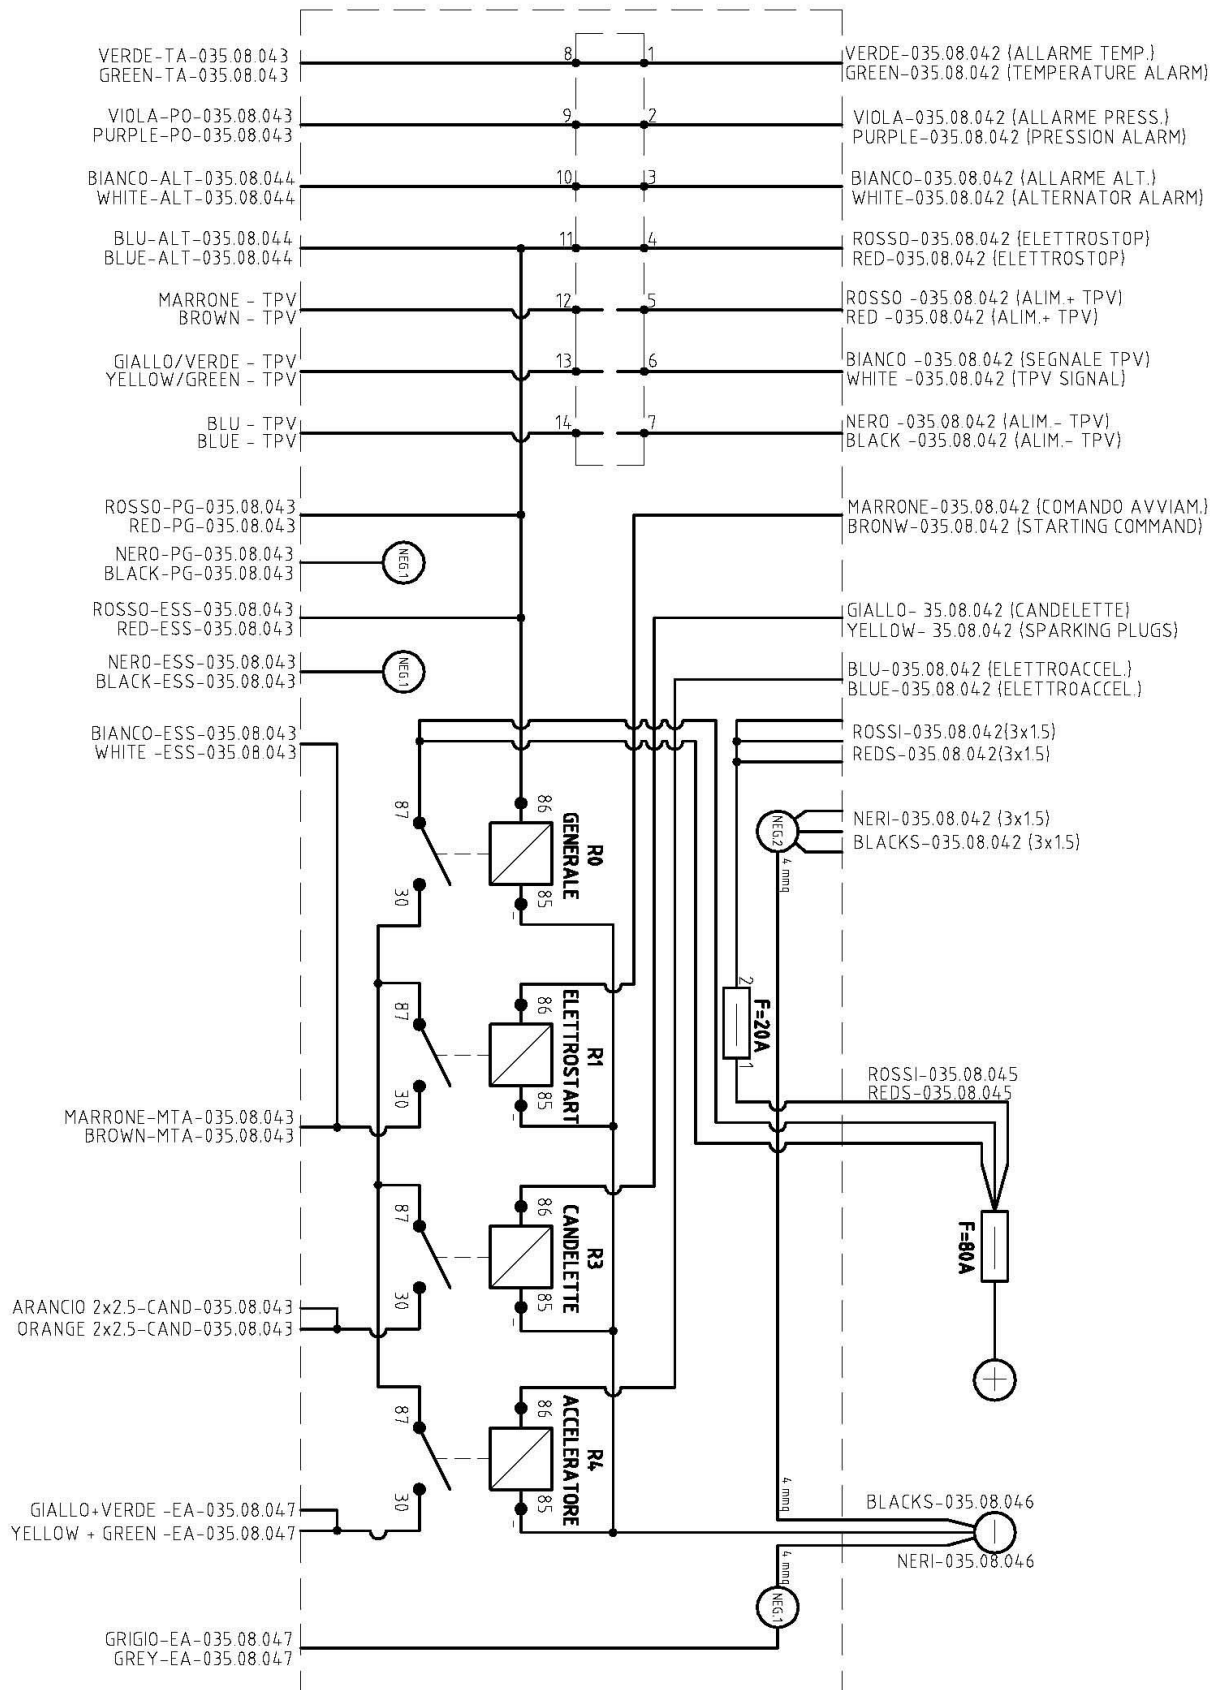 VERDE-TA-035.08.043
GREEN-TA-035.08.043
8
1
VERDE-035.08.042 (ALLARME TEMP.)
GREEN-035.08.042 (TEMPERATURE ALARM)
VIOLA-PO-035.08.043
PURPLE-PO-035.08.043
9
2
VIOLA-035.08.042 (ALLARME PRESS.)
PURPLE-035.08.042 (PRESSION ALARM)
BIANCO-ALT-035.08.044
WHITE-ALT-035.08.044
10
3
BIANCO-035.08.042 (ALLARME ALT.)
WHITE-035.08.042 (ALTERNATOR ALARM)
BLU-ALT-035.08.044
BLUE-ALT-035.08.044
11
4
ROSSO-035.08.042 (ELETTROSTOP)
RED-035.08.042 (ELETTROSTOP)
MARRONE - TPV
BROWN - TPV
12
5
ROSSO -035.08.042 (ALIM.+ TPV)
RED -035.08.042 (ALIM.+ TPV)
GIALLO/VERDE - TPV
YELLOW/GREEN - TPV
13
6
BIANCO -035.08.042 (SEGNALE TPV)
WHITE -035.08.042 (TPV SIGNAL)
BLU - TPV
BLUE - TPV
14
7
NERO -035.08.042 (ALIM.- TPV)
BLACK -035.08.042 (ALIM.- TPV)
ROSSO-PG-035.08.043
RED-PG-035.08.043
MARRONE-035.08.042 (COMANDO AVVIAM.)
BRONW-035.08.042 (STARTING COMMAND)
NERO-PG-035.08.043
BLACK-PG-035.08.043
NEG.1
ROSSO-ESS-035.08.043
RED-ESS-035.08.043
GIALLO- 35.08.042 (CANDELETTE)
YELLOW- 35.08.042 (SPARKING PLUGS)
NERO-ESS-035.08.043
BLACK-ESS-035.08.043
NEG.1
BLU-035.08.042 (ELETTROACCEL.)
BLUE-035.08.042 (ELETTROACCEL.)
BIANCO-ESS-035.08.043
WHITE -ESS-035.08.043
ROSSI-035.08.042(3x1.5)
REDS-035.08.042(3x1.5)
87
86
30
85
-
R0
GENERALE
NEG.2
4 mmq
NERI-035.08.042 (3x1.5)
BLACKS-035.08.042 (3x1.5)
87
86
30
85
-
R1
ELETTROSTART
2
F=20A
1
ROSSI-035.08.045
REDS-035.08.045
MARRONE-MTA-035.08.043
BROWN-MTA-035.08.043
87
86
30
85
-
R3
CANDELETTE
F=80A
+
ARANCIO 2x2.5-CAND-035.08.043
ORANGE 2x2.5-CAND-035.08.043
87
86
30
85
-
R4
ACCELERATORE
GIALLO+VERDE -EA-035.08.047
YELLOW + GREEN -EA-035.08.047
4 mmq
BLACKS-035.08.046
-
NERI-035.08.046
4 mmq
NEG.1
GRIGIO-EA-035.08.047
GREY-EA-035.08.047